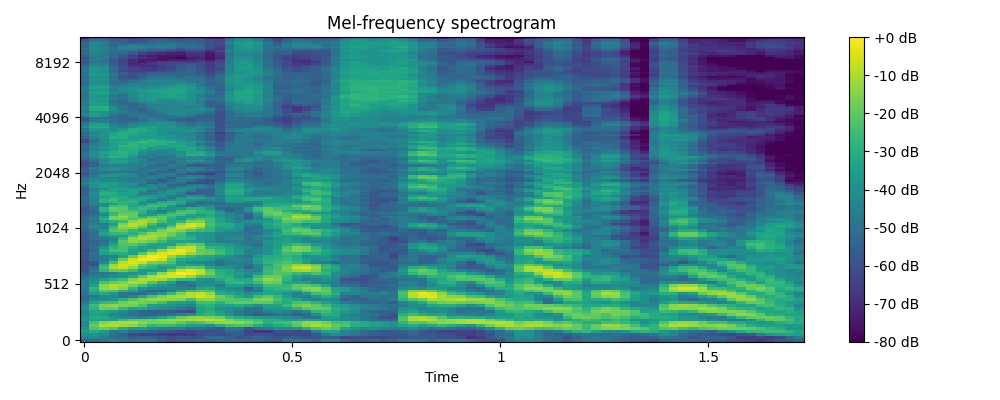 Mel-frequency spectrogram
Hz
8192
4096
2048
1024
512
0
0 0.5 1 1.5
Time
+0 dB
-10 dB
-20 dB
-30 dB
-40 dB
-50 dB
-60 dB
-70 dB
-80 dB